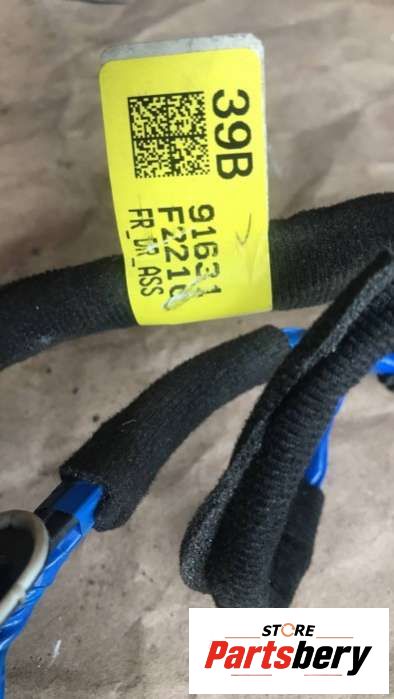 39B
91631
F2210
FR_DR_ASS
STORE
Partsbery